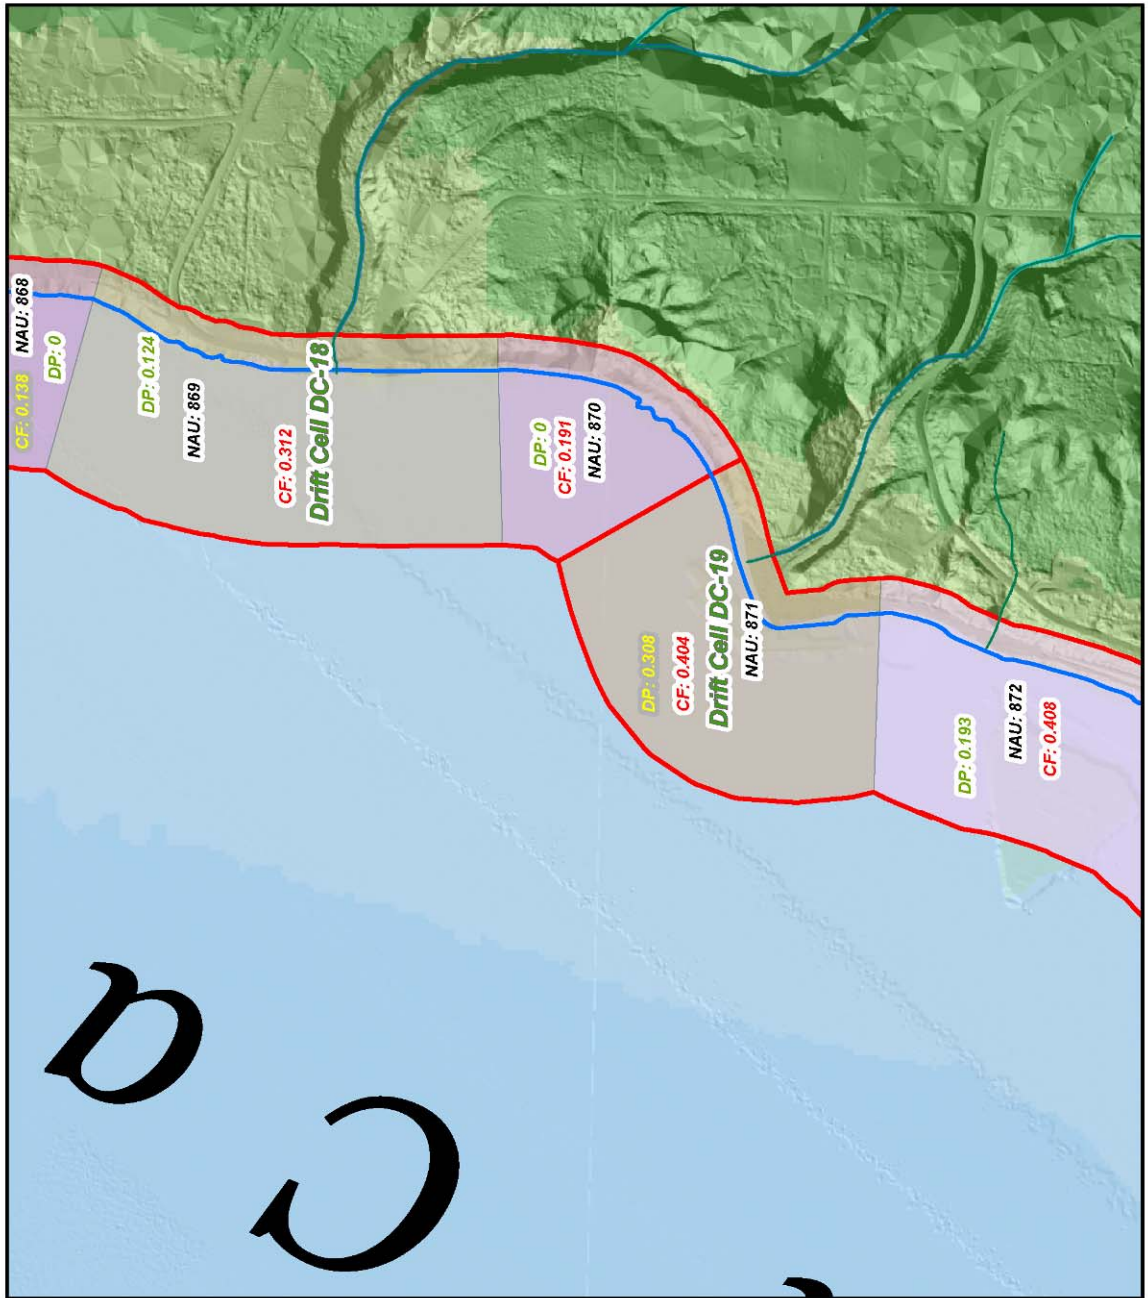 CF: 0.138
NAU: 868
DP: 0
DP: 0.124
NAU: 869
CF: 0.312
Drift Cell DC-18
DP: 0
CF: 0.191
NAU: 870
DP: 0.308
CF: 0.404
Drift Cell DC-19
NAU: 871
DP: 0.193
NAU: 872
CF: 0.408
C a